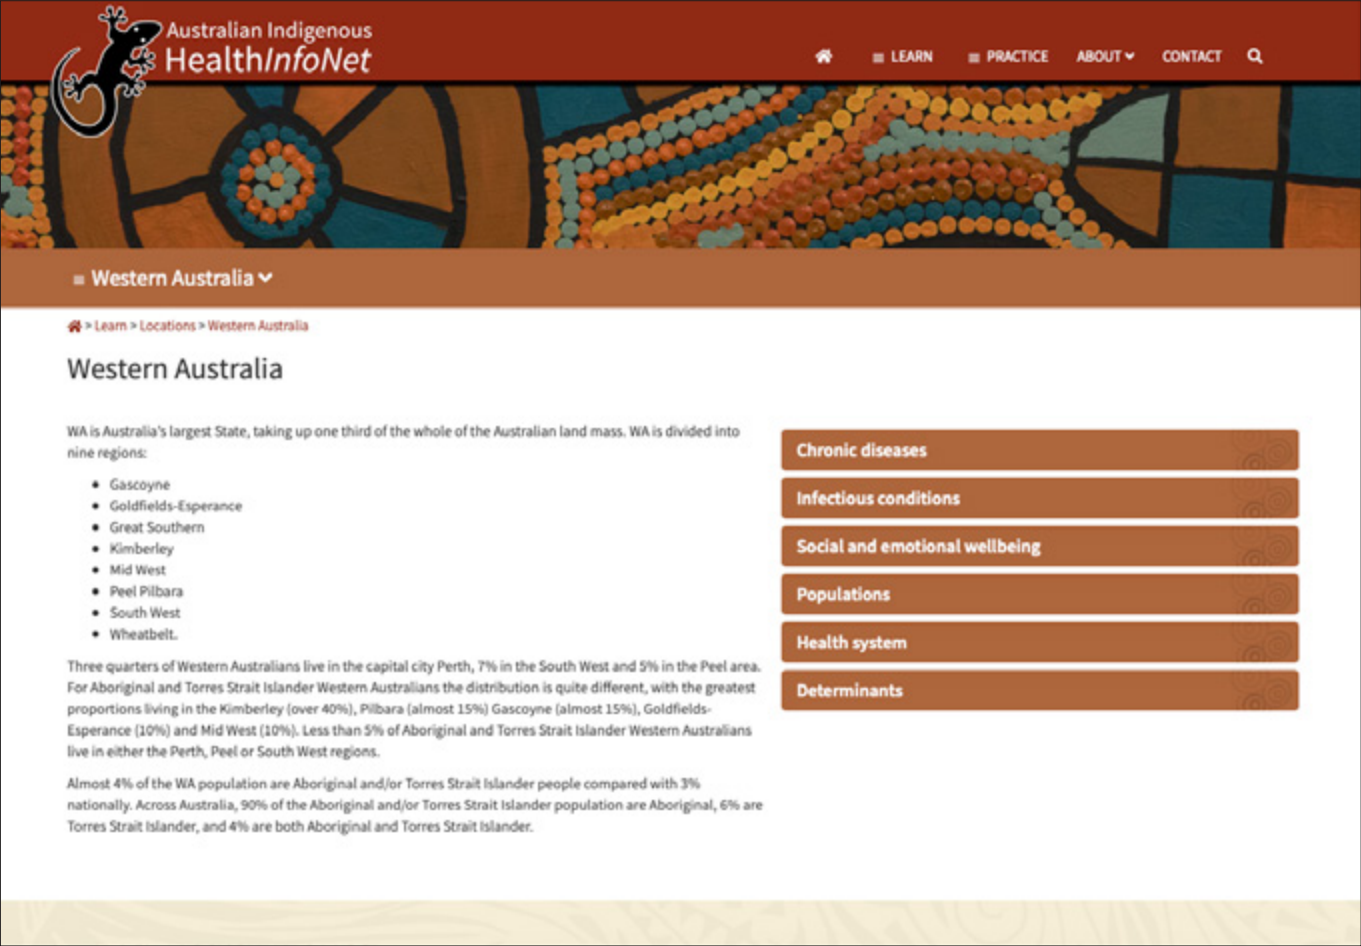 Australian Indigenous
HealthInfoNet
LEARN
PRACTICE
ABOUT
CONTACT
Western Australia
> Learn > Locations > Western Australia
Western Australia
WA is Australia's largest State, taking up one third of the whole of the Australian land mass. WA is divided into
nine regions:
• Gascoyne
• Goldfields-Esperance
• Great Southern
• Kimberley
• Mid West
• Peel Pilbara
• South West
• Wheatbelt.
Three quarters of Western Australians live in the capital city Perth, 7% in the South West and 5% in the Peel area.
For Aboriginal and Torres Strait Islander Western Australians the distribution is quite different, with the greatest
proportions living in the Kimberley (over 40%), Pilbara (almost 15%) Gascoyne (almost 15%), Goldfields-
Esperance (10%) and Mid West (10%). Less than 5% of Aboriginal and Torres Strait Islander Western Australians
live in either the Perth, Peel or South West regions.
Almost 4% of the WA population are Aboriginal and/or Torres Strait Islander people compared with 3%
nationally. Across Australia, 90% of the Aboriginal and/or Torres Strait Islander population are Aboriginal, 6% are
Torres Strait Islander, and 4% are both Aboriginal and Torres Strait Islander.
Chronic diseases
Infectious conditions
Social and emotional wellbeing
Populations
Health system
Determinants